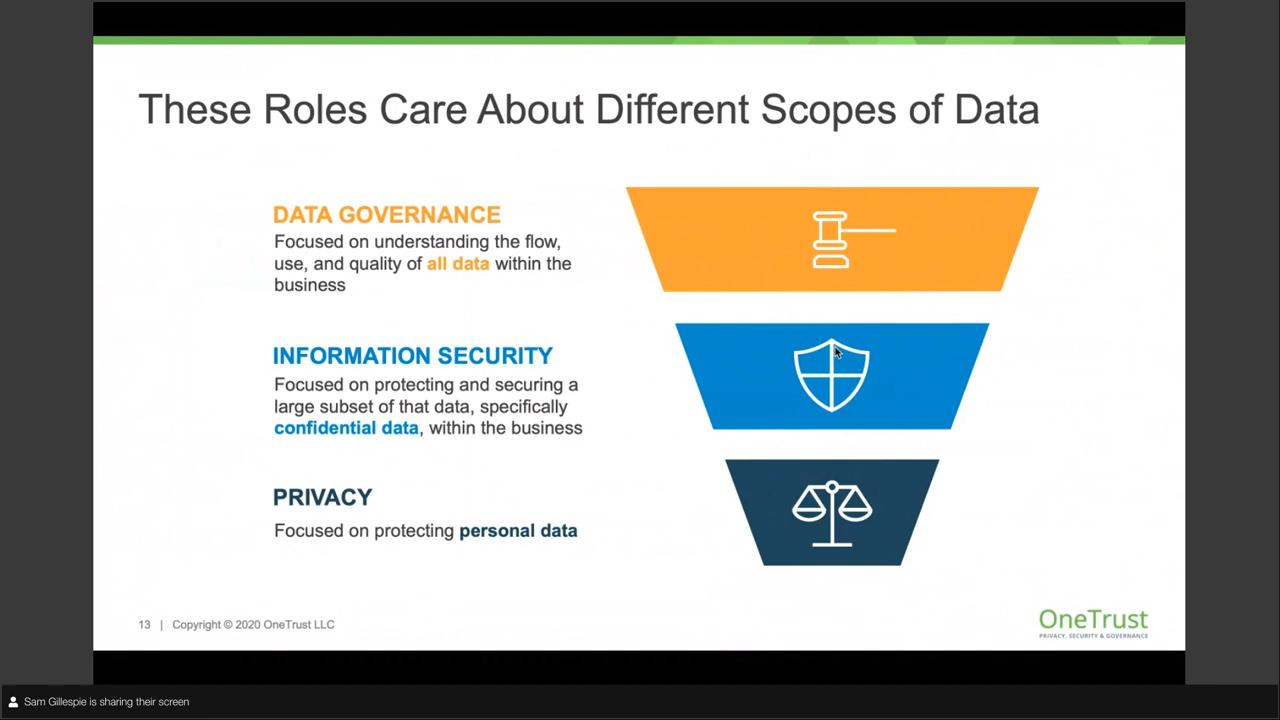 These Roles Care About Different Scopes of Data
DATA GOVERNANCE
Focused on understanding the flow,
use, and quality of all data within the
business
INFORMATION SECURITY
Focused on protecting and securing a
large subset of that data, specifically
confidential data, within the business
PRIVACY
Focused on protecting personal data
13 | Copyright © 2020 OneTrust LLC
OneTrust
PRIVACY, SECURITY & GOVERNANCE
Sam Gillespie is sharing their screen